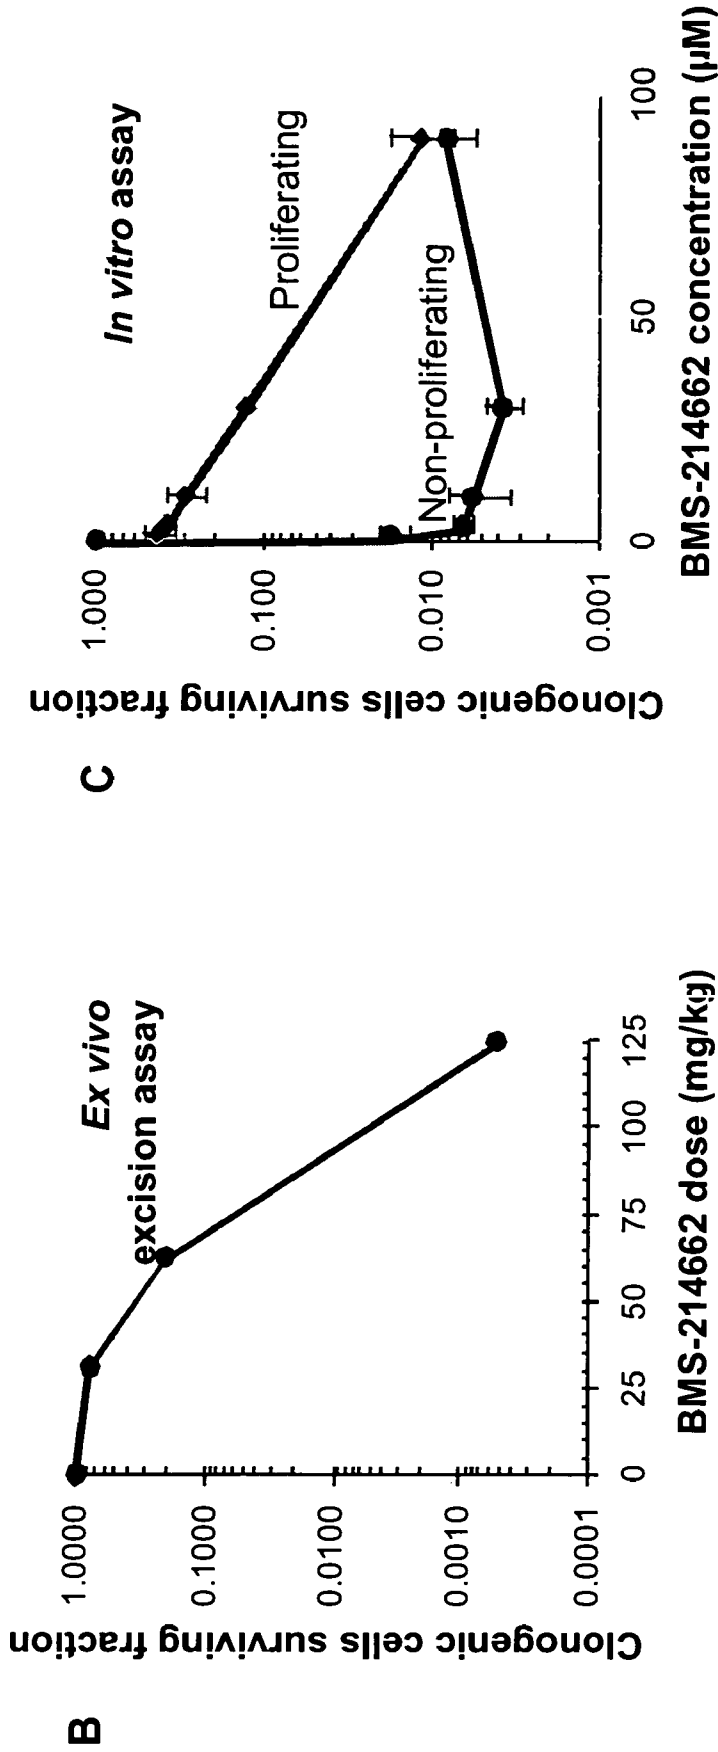 B
Ex vivo
excision assay
Clonogenic cells surviving fraction
1.0000
0.1000
0.0100
0.0010
0.0001
0
25
50
75
100
125
BMS-214662 dose (mg/kg)
C
In vitro assay
Proliferating
Non-proliferating
Clonogenic cells surviving fraction
1.000
0.100
0.010
0.001
0
50
100
BMS-214662 concentration (µM)